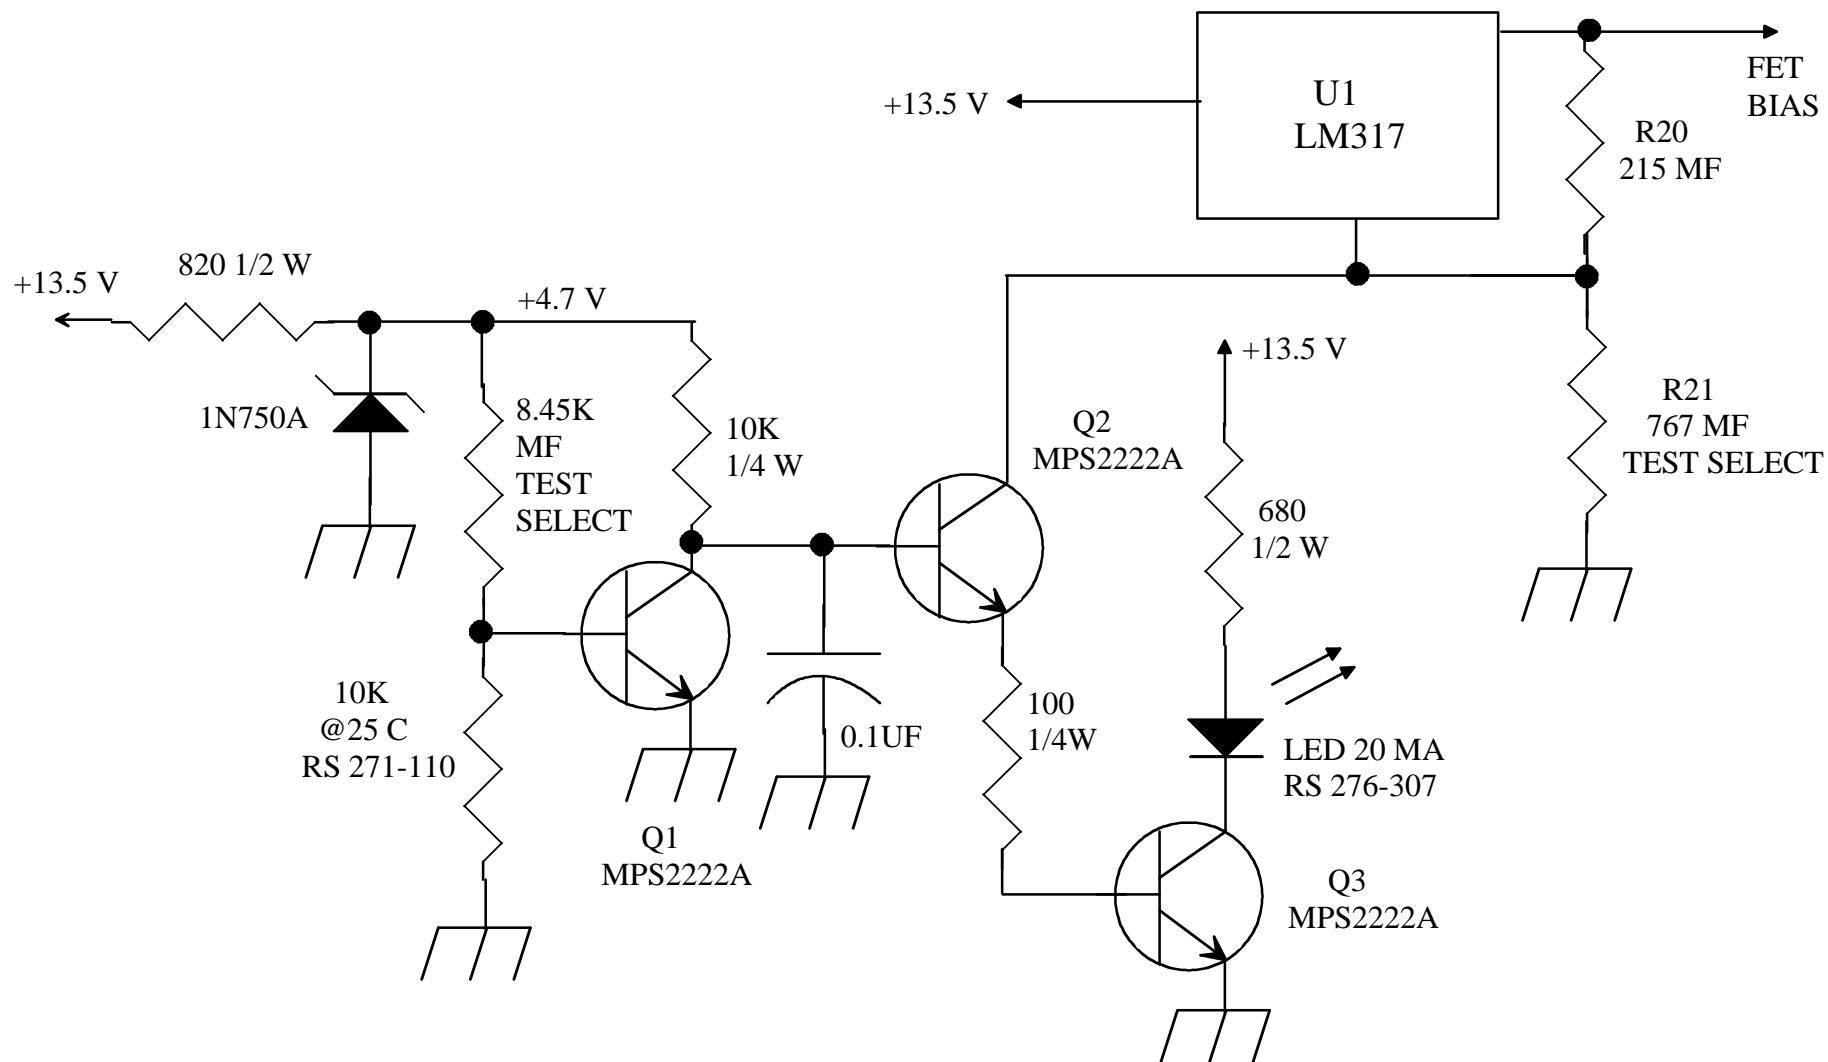 FET
BIAS
+13.5 V
U1
LM317
R20
215 MF
820 1/2 W
+13.5 V
+4.7 V
+13.5 V
1N750A
8.45K
MF
TEST
SELECT
10K
1/4 W
Q2
MPS2222A
R21
767 MF
TEST SELECT
680
1/2 W
10K
@25 C
RS 271-110
0.1UF
100
1/4W
LED 20 MA
RS 276-307
Q1
MPS2222A
Q3
MPS2222A